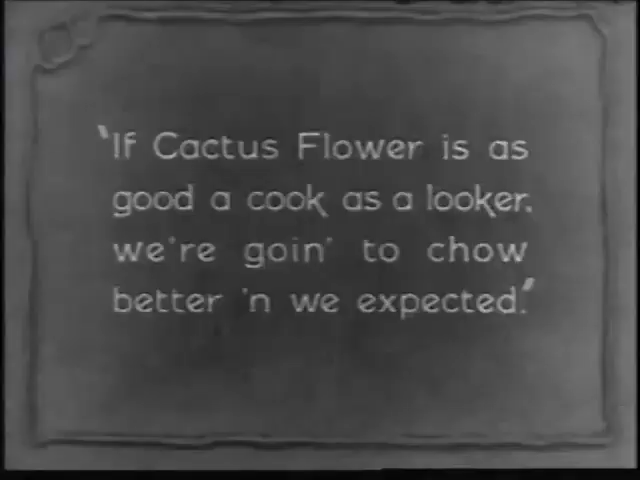 "If Cactus Flower is as
good a cook as a looker,
we're goin' to chow
better 'n we expected."